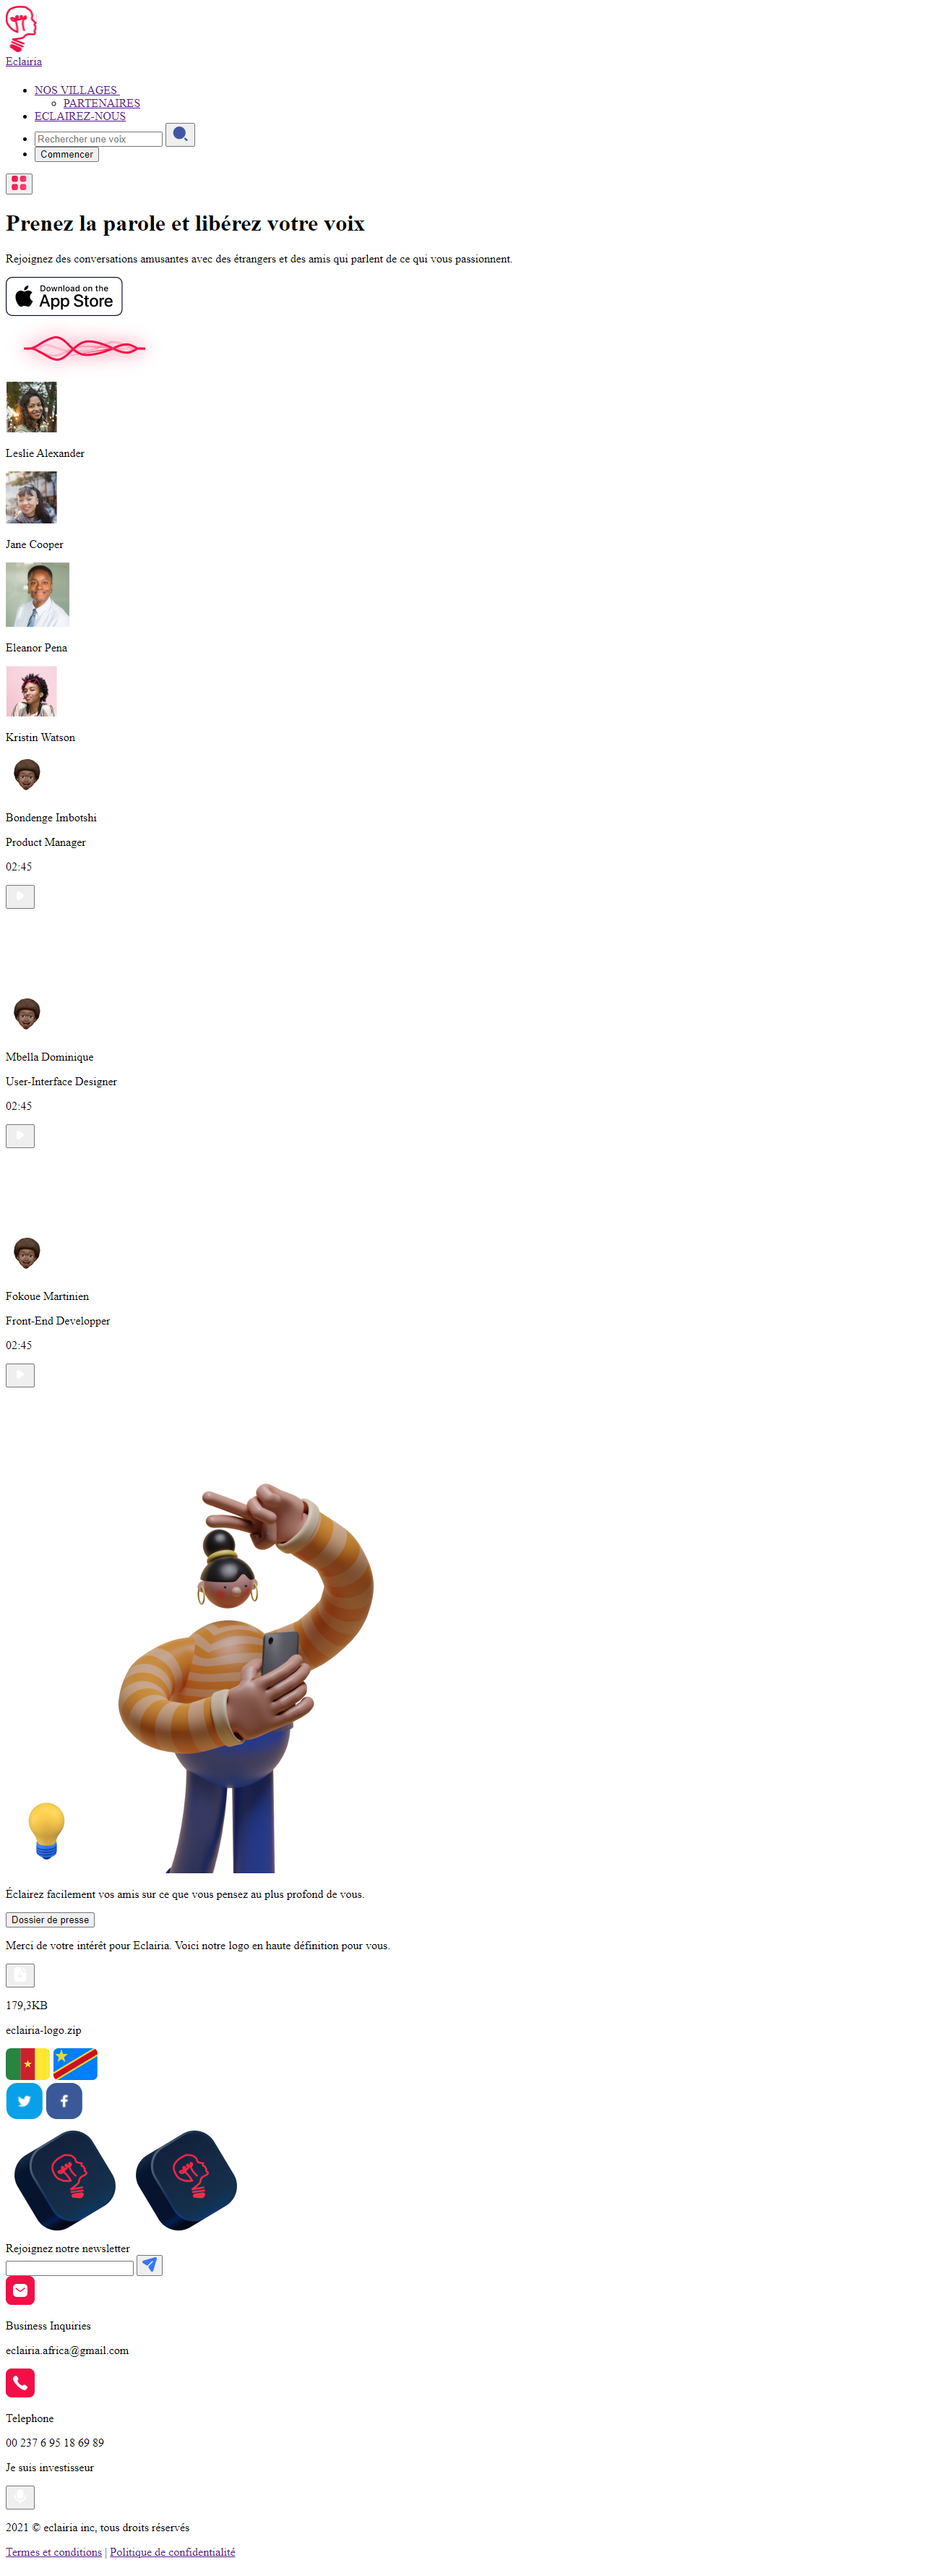 Eclairia
NOS VILLAGES
PARTENAIRES
ECLAIREZ-NOUS
Rechercher une voix
Commencer
Prenez la parole et libérez votre voix
Rejoignez des conversations amusantes avec des étrangers et des amis qui parlent de ce qui vous passionnent.
Download on the
App Store
Leslie Alexander
Jane Cooper
Eleanor Pena
Kristin Watson
Bondenge Imbotshi
Product Manager
02:45
Mbella Dominique
User-Interface Designer
02:45
Fokoue Martinien
Front-End Developper
02:45
Éclairez facilement vos amis sur ce que vous pensez au plus profond de vous.
Dossier de presse
Merci de votre intérêt pour Eclairia. Voici notre logo en haute définition pour vous.
179,3KB
eclairia-logo.zip
Rejoignez notre newsletter
Business Inquiries
eclairia.africa@gmail.com
Telephone
00 237 6 95 18 69 89
Je suis investisseur
2021 © eclairia inc, tous droits réservés
Termes et conditions | Politique de confidentialité